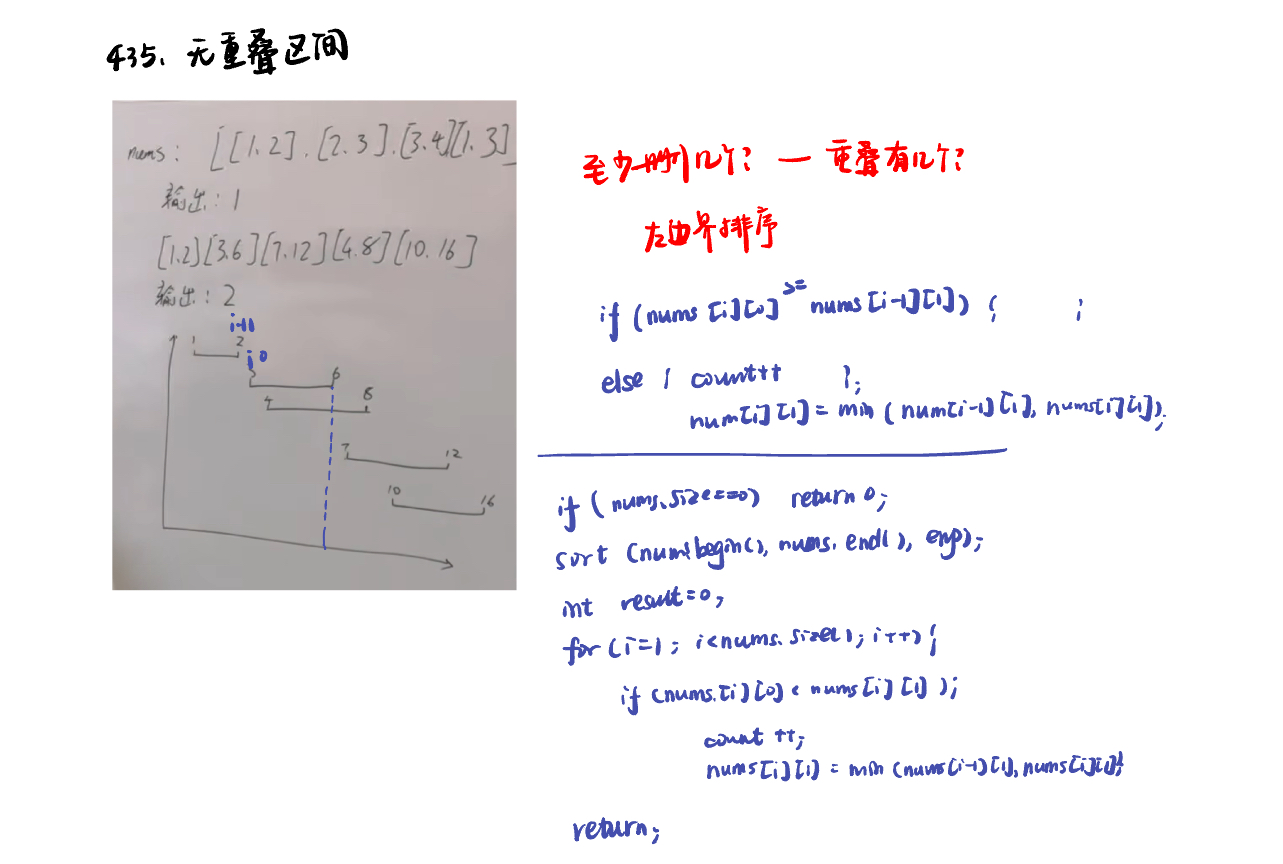 435. 无重叠区间
nums: [[1.2].[2.3].[3.4][1.3]
输出: 1
[1.2][3.6][7.12][4.8][10.16]
输出: 2
i-11
1 2
i0
3 6
4 8
7 12
10 16
至少删几个? — 重叠有几个?
左边界排序
if (nums[i][0] >= nums[i-1][1]) { ;
else { count++ };
num[i][1] = min (num[i-1][1], nums[i][1]);
if (nums.size==0) return 0;
sort (nums.begin(), nums.end(), cmp);
int result=0;
for (i=1; i<nums.size(); i++) {
if (nums.[i][0] < nums[i][1]);
count ++;
nums[i][1] = min (nums[i-1][1], nums[i][1];
return;